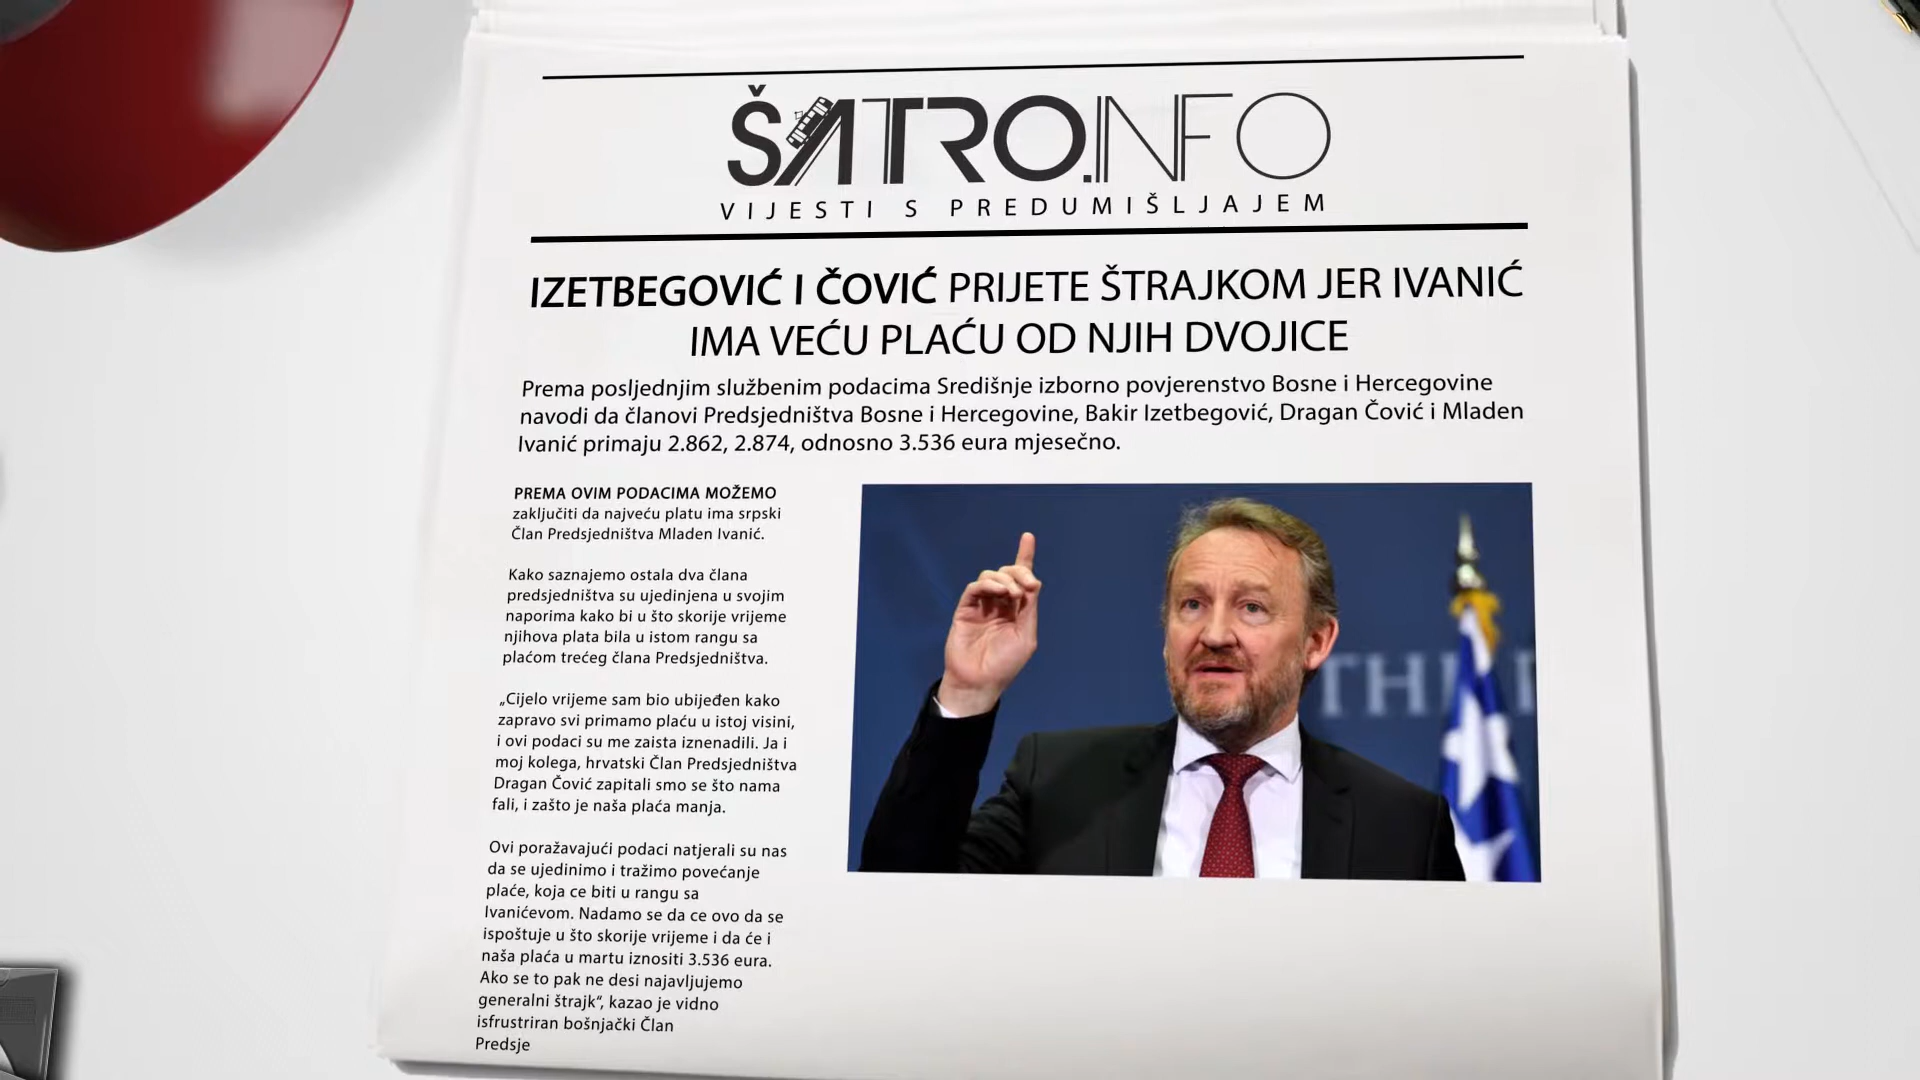 ŠATRO.INFO
VIJESTI S PREDUMIŠLJAJEM
IZETBEGOVIĆ I ČOVIĆ PRIJETE ŠTRAJKOM JER IVANIĆ
IMA VEĆU PLAĆU OD NJIH DVOJICE
Prema posljednjim službenim podacima Središnje izborno povjerenstvo Bosne i Hercegovine
navodi da članovi Predsjedništva Bosne i Hercegovine, Bakir Izetbegović, Dragan Čović i Mladen
Ivanić primaju 2.862, 2.874, odnosno 3.536 eura mjesečno.
PREMA OVIM PODACIMA MOŽEMO
zaključiti da najveću platu ima srpski
Član Predsjedništva Mladen Ivanić.
Kako saznajemo ostala dva člana
predsjedništva su ujedinjena u svojim
naporima kako bi u što skorije vrijeme
njihova plata bila u istom rangu sa
plaćom trećeg člana Predsjedništva.
„Cijelo vrijeme sam bio ubijeđen kako
zapravo svi primamo plaću u istoj visini,
i ovi podaci su me zaista iznenadili. Ja i
moj kolega, hrvatski Član Predsjedništva
Dragan Čović zapitali smo se što nama
fali, i zašto je naša plaća manja.
Ovi poražavajući podaci natjerali su nas
da se ujedinimo i tražimo povećanje
plaće, koja ce biti u rangu sa
Ivanićevom. Nadamo se da ce ovo da se
ispoštuje u što skorije vrijeme i da će i
naša plaća u martu iznositi 3.536 eura.
Ako se to pak ne desi najavljujemo
generalni štrajk“, kazao je vidno
isfrustriran bošnjački Član
Predsje
THE